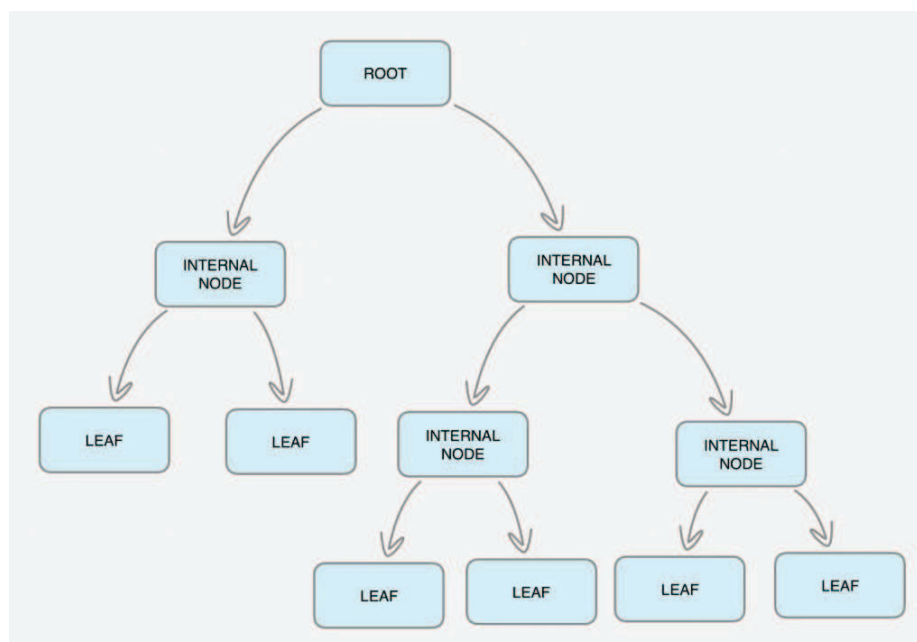 ROOT
INTERNAL
NODE
INTERNAL
NODE
LEAF
LEAF
INTERNAL
NODE
INTERNAL
NODE
LEAF
LEAF
LEAF
LEAF